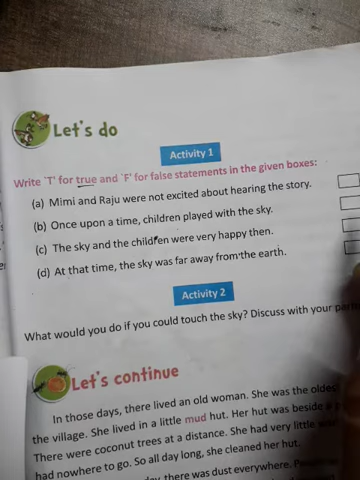 Let's do
Activity 1
Write 'T' for true and 'F' for false statements in the given boxes:
(a) Mimi and Raju were not excited about hearing the story.
(b) Once upon a time, children played with the sky.
(c) The sky and the children were very happy then.
(d) At that time, the sky was far away from the earth.
Activity 2
What would you do if you could touch the sky? Discuss with your
Let's continue
In those days, there lived an old woman. She was the oldest
the village. She lived in a little mud hut. Her hut was beside a
There were coconut trees at a distance. She had very little
had nowhere to go. So all day long, she cleaned her hut.
there was dust everywhere.